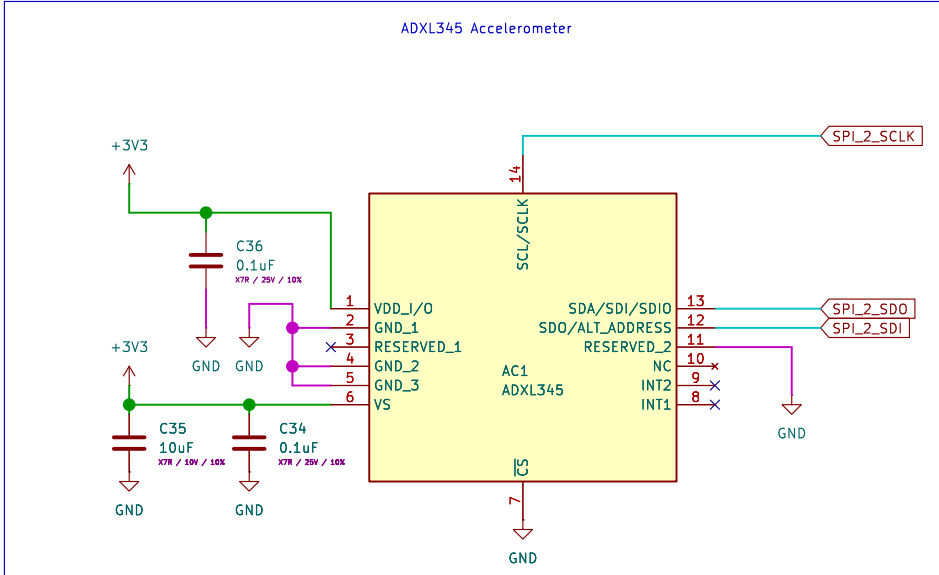 ADXL345 Accelerometer
SPI_2_SCLK
+3V3
14
SCL/SCLK
C36
0.1uF
X7R / 25V / 10%
1 VDD_I/O
SDA/SDI/SDIO 13
SPI_2_SDO
2 GND_1
SDO/ALT_ADDRESS 12
SPI_2_SDI
3 RESERVED_1
RESERVED_2 11
+3V3
GND
GND
4 GND_2
NC 10
5 GND_3
INT2 9
6 VS
INT1 8
AC1
ADXL345
C35
10uF
X7R / 10V / 10%
C34
0.1uF
X7R / 25V / 10%
GND
CS
7
GND
GND
GND